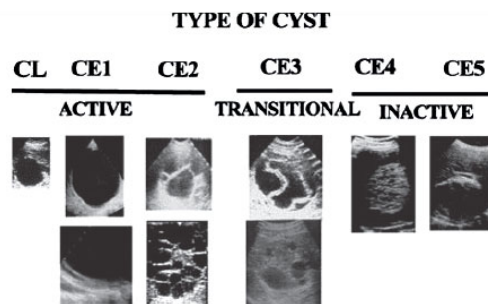 TYPE OF CYST
CL CE1 CE2 CE3 CE4 CE5
ACTIVE TRANSITIONAL INACTIVE